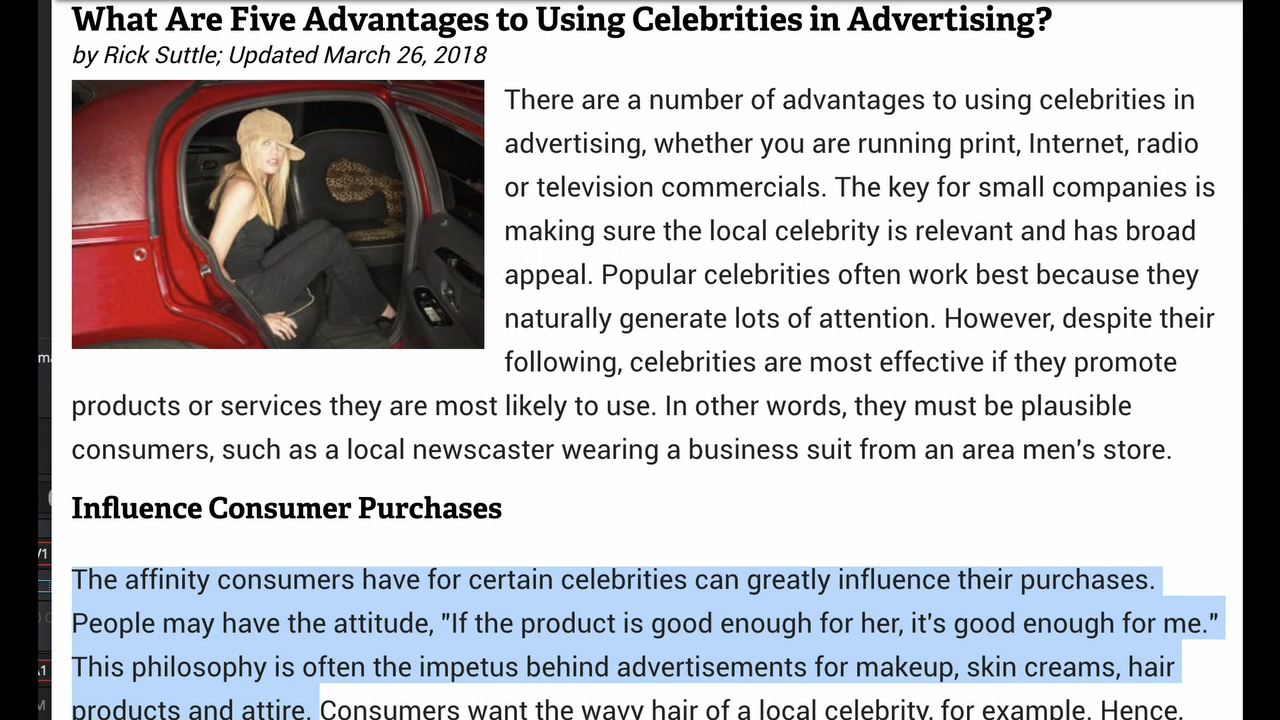 What Are Five Advantages to Using Celebrities in Advertising?
by Rick Suttle; Updated March 26, 2018
There are a number of advantages to using celebrities in
advertising, whether you are running print, Internet, radio
or television commercials. The key for small companies is
making sure the local celebrity is relevant and has broad
appeal. Popular celebrities often work best because they
naturally generate lots of attention. However, despite their
following, celebrities are most effective if they promote
products or services they are most likely to use. In other words, they must be plausible
consumers, such as a local newscaster wearing a business suit from an area men's store.
Influence Consumer Purchases
The affinity consumers have for certain celebrities can greatly influence their purchases.
People may have the attitude, "If the product is good enough for her, it's good enough for me."
This philosophy is often the impetus behind advertisements for makeup, skin creams, hair
products and attire. Consumers want the wavy hair of a local celebrity, for example. Hence,